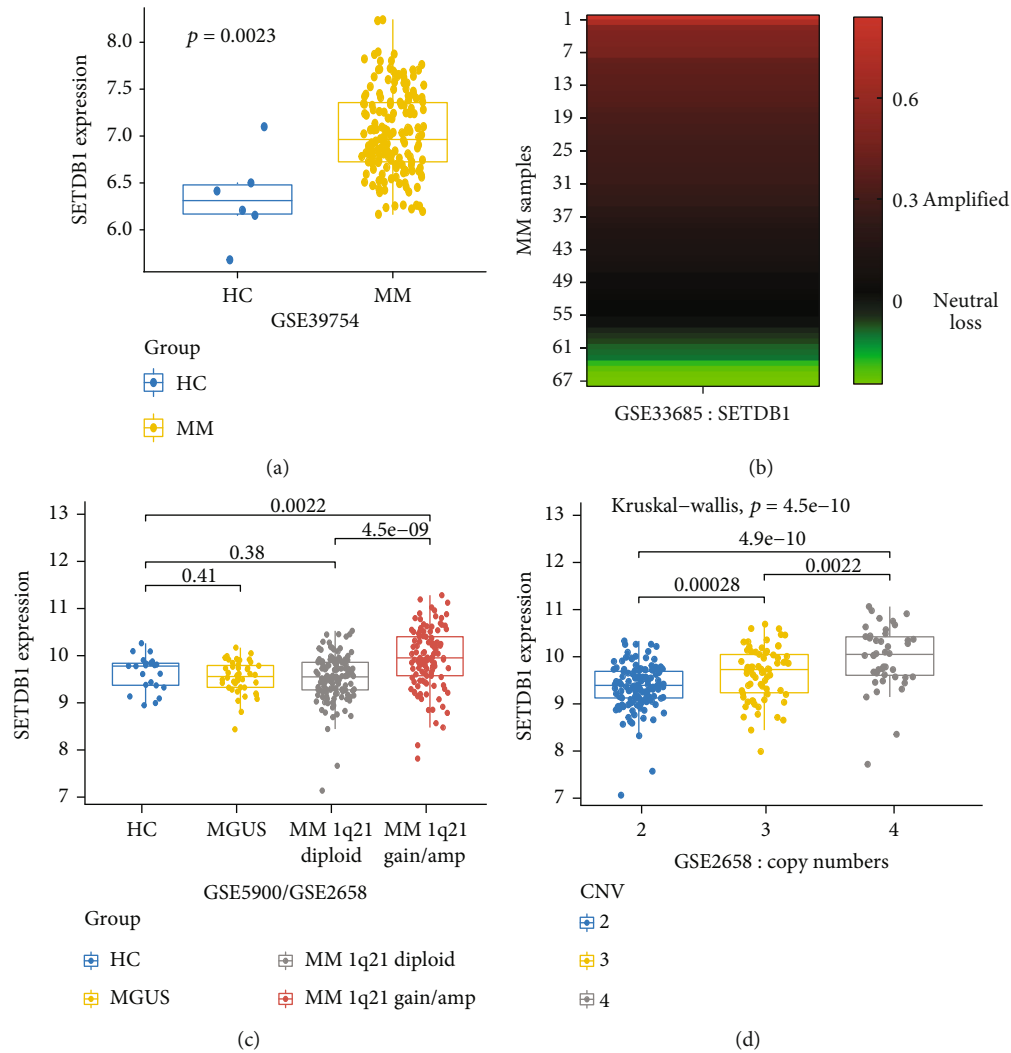 8.0
7.5
7.0
6.5
6.0
SETDB1 expression
p = 0.0023
HC
MM
GSE39754
Group
HC
MM
(a)
1
7
13
19
25
31
37
43
49
55
61
67
MM samples
GSE33685 : SETDB1
0.6
0.3
Amplified
0
Neutral
loss
(b)
13
12
11
10
9
8
7
SETDB1 expression
0.0022
4.5e−09
0.38
0.41
HC
MGUS
MM 1q21
diploid
MM 1q21
gain/amp
GSE5900/GSE2658
Group
HC
MGUS
MM 1q21 diploid
MM 1q21 gain/amp
(c)
13
12
11
10
9
8
7
SETDB1 expression
Kruskal−wallis, p = 4.5e−10
4.9e−10
0.0022
0.00028
2
3
4
GSE2658 : copy numbers
CNV
2
3
4
(d)